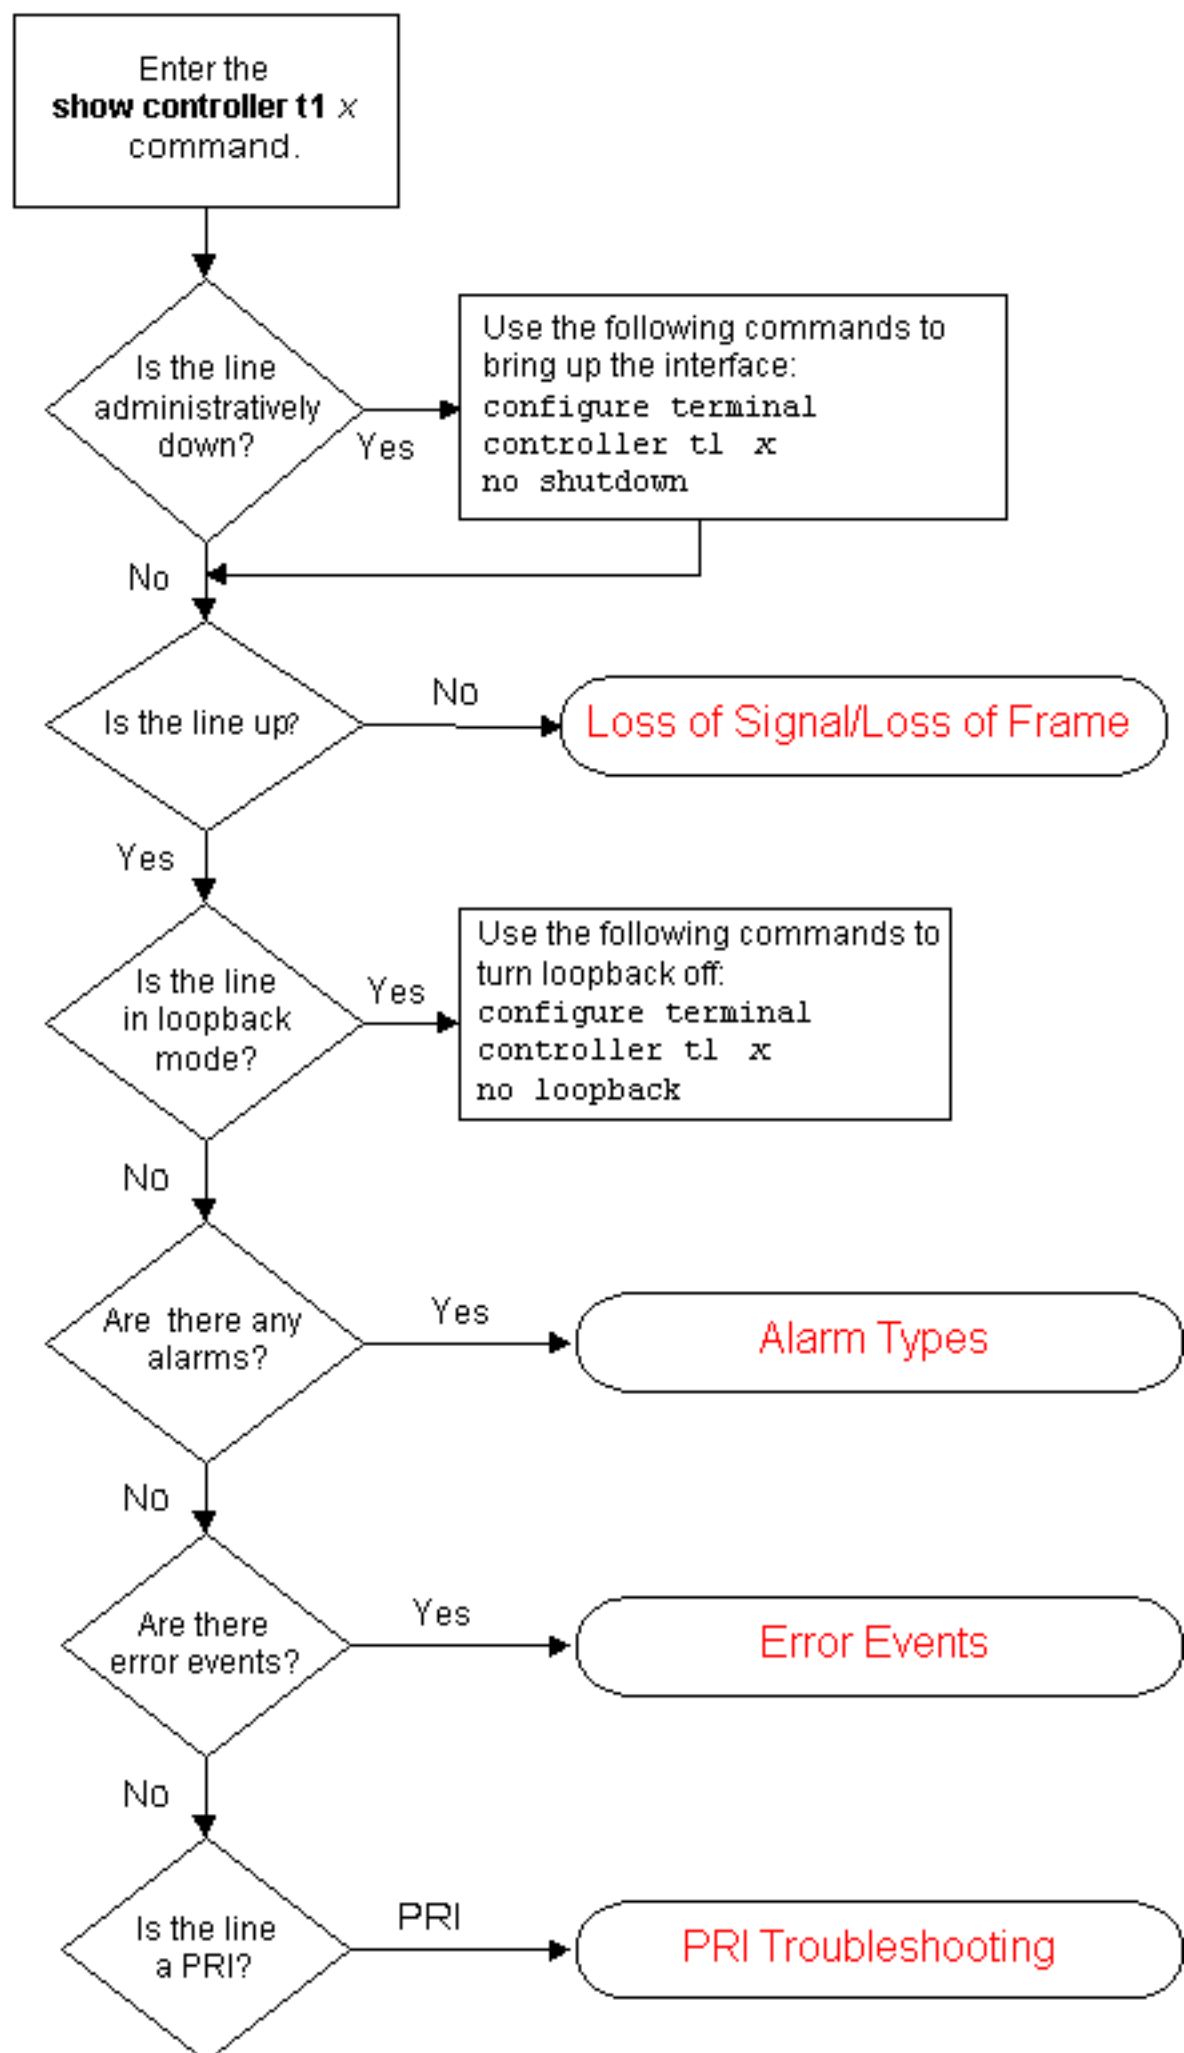 Enter the
show controller t1 x
command.
Is the line
administratively
down?
Yes
Use the following commands to
bring up the interface:
configure terminal
controller tl x
no shutdown
No
Is the line up?
No
Loss of Signal/Loss of Frame
Yes
Is the line
in loopback
mode?
Yes
Use the following commands to
turn loopback off:
configure terminal
controller tl x
no loopback
No
Are there any
alarms?
Yes
Alarm Types
No
Are there
error events?
Yes
Error Events
No
Is the line
a PRI?
PRI
PRI Troubleshooting